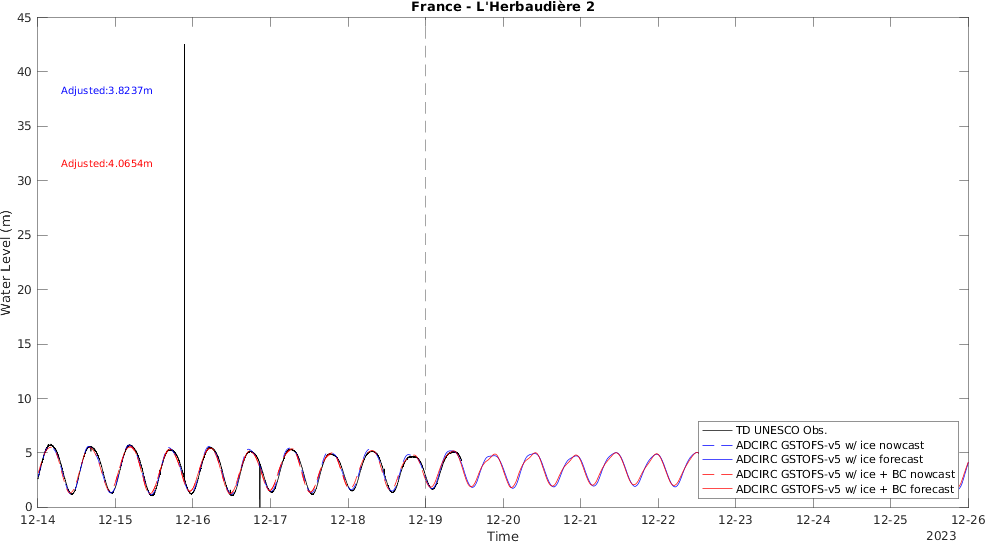 France - L'Herbaudière 2
45
40
35
30
25
20
15
10
5
0
Water Level (m)
Adjusted:3.8237m
Adjusted:4.0654m
TD UNESCO Obs.
ADCIRC GSTOFS-v5 w/ ice nowcast
ADCIRC GSTOFS-v5 w/ ice forecast
ADCIRC GSTOFS-v5 w/ ice + BC nowcast
ADCIRC GSTOFS-v5 w/ ice + BC forecast
12-14 12-15 12-16 12-17 12-18 12-19 12-20 12-21 12-22 12-23 12-24 12-25 12-26
Time
2023